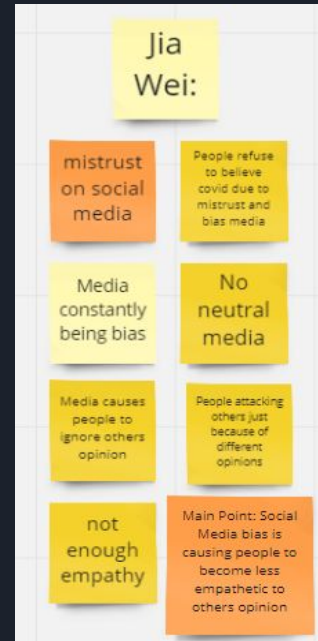 Jia
Wei:
mistrust
on social
media
People refuse
to believe
covid due to
mistrust and
bias media
Media
constantly
being bias
No
neutral
media
Media causes
people to
ignore others
opinion
People attacking
others just
because of
different
opinions
not
enough
empathy
Main Point: Social
Media bias is
causing people to
become less
empathetic to
others opinion